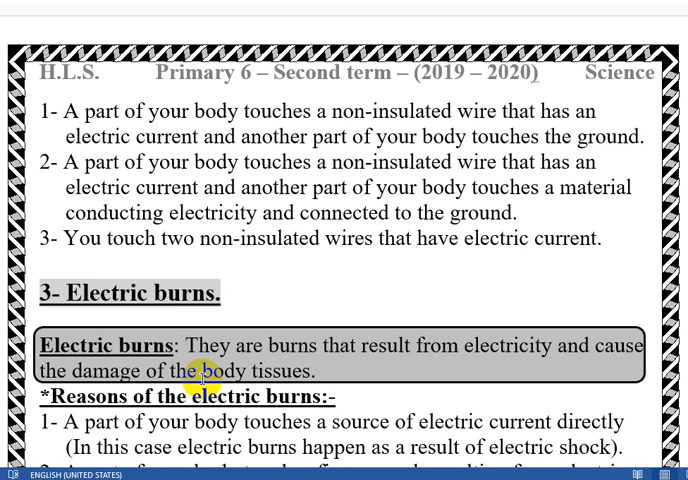 H.L.S. Primary 6 – Second term – (2019 – 2020) Science
1- A part of your body touches a non-insulated wire that has an
electric current and another part of your body touches the ground.
2- A part of your body touches a non-insulated wire that has an
electric current and another part of your body touches a material
conducting electricity and connected to the ground.
3- You touch two non-insulated wires that have electric current.
3- Electric burns.
Electric burns: They are burns that result from electricity and cause
the damage of the body tissues.
*Reasons of the electric burns:-
1- A part of your body touches a source of electric current directly
(In this case electric burns happen as a result of electric shock).
ENGLISH (UNITED STATES)